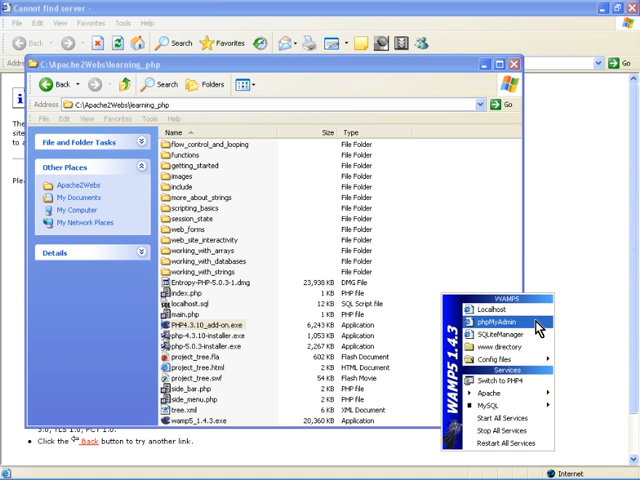 Cannot find server -
File Edit View Favorites Tools Help
Back Search Favorites
Go
C:\Apache2Webs\learning_php
Back Search Folders
Address C:\Apache2Webs\learning_php Go
File Edit View Favorites Tools Help
Name Size Type
File and Folder Tasks
Other Places
Apache2Webs
My Documents
My Computer
My Network Places
Details
flow_control_and_looping File Folder
functions File Folder
getting_started File Folder
images File Folder
include File Folder
more_about_strings File Folder
scripting_basics File Folder
session_state File Folder
web_forms File Folder
web_site_interactivity File Folder
working_with_arrays File Folder
working_with_databases File Folder
working_with_strings File Folder
Entropy-PHP-5.0.3-1.dmg 23,938 KB DMG File
index.php 1 KB PHP file
localhost.sql 12 KB SQL Script file
main.php 1 KB PHP file
PHP4.3.10_add-on.exe 6,243 KB Application
php-4.3.10-installer.exe 1,132 KB Application
php-5.0.3-installer.exe 2,267 KB Application
project_tree.fla 602 KB Flash Document
project_tree.html 2 KB HTML Document
project_tree.swf 54 KB Flash Movie
side_bar.php 2 KB PHP file
side_menu.php 2 KB PHP file
tree.xml 6 KB XML Document
wamp5_1.4.3.exe 20,360 KB Application
WAMP5 1.4.3
WAMP5
Localhost
phpMyAdmin
SQLiteManager
www directory
Config files
Services
Switch to PHP4
Apache
MySQL
Start All Services
Stop All Services
Restart All Services
3.0, TLS 1.0, PCT 1.0.
Click the Back button to try another link.
Internet